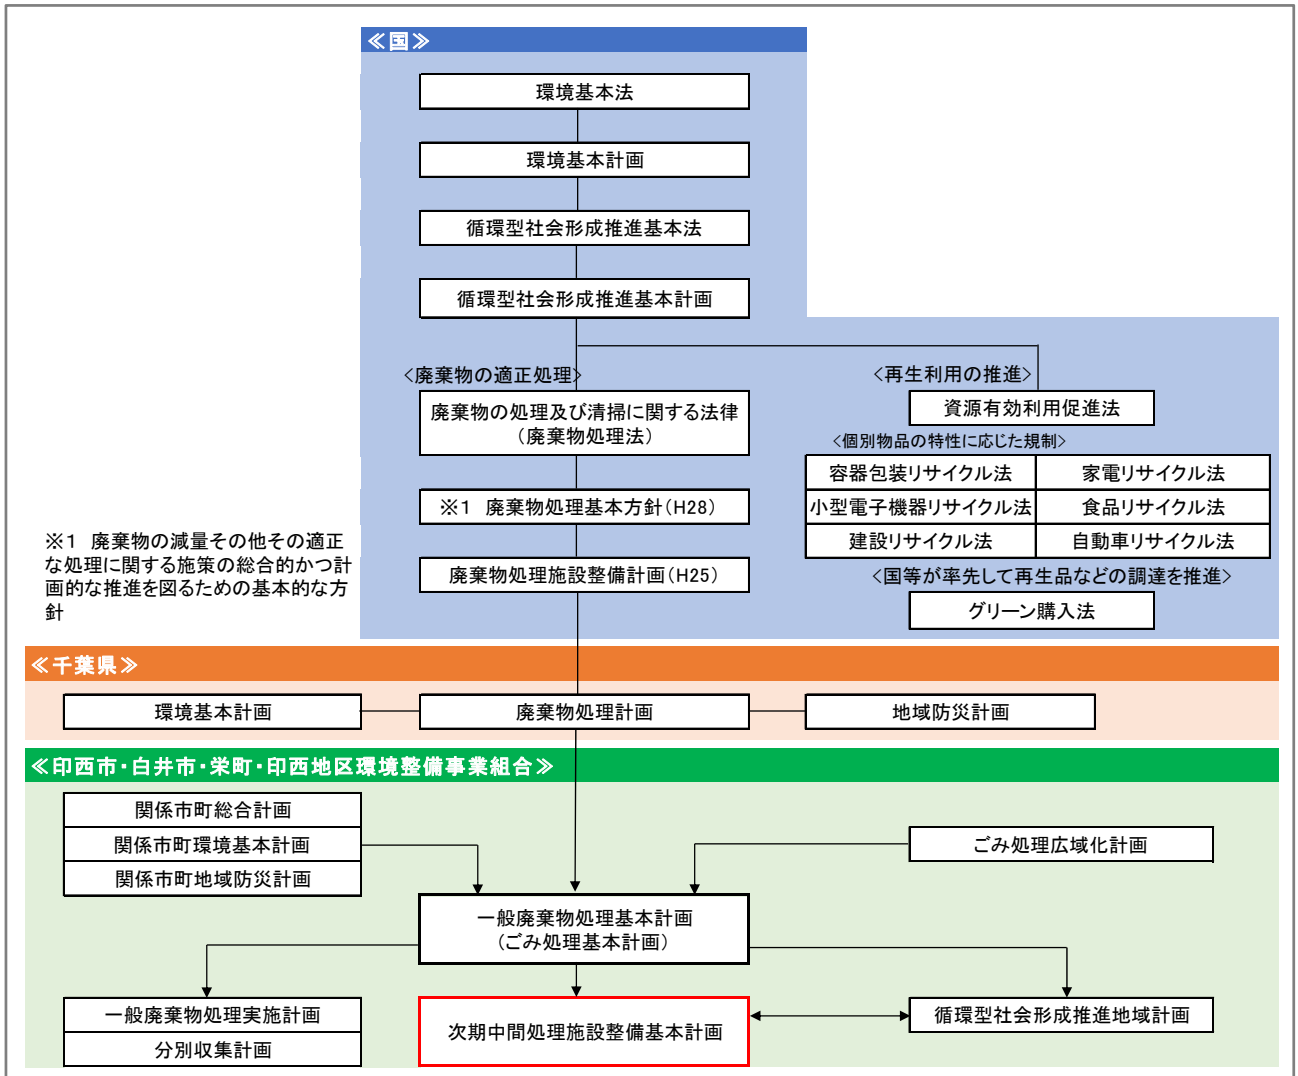 ≪国≫
環境基本法
環境基本計画
循環型社会形成推進基本法
循環型社会形成推進基本計画
<廃棄物の適正処理>
廃棄物の処理及び清掃に関する法律
(廃棄物処理法)
※1 廃棄物処理基本方針(H28)
廃棄物処理施設整備計画(H25)
<再生利用の推進>
資源有効利用促進法
<個別物品の特性に応じた規制>
容器包装リサイクル法
家電リサイクル法
小型電子機器リサイクル法
食品リサイクル法
建設リサイクル法
自動車リサイクル法
<国等が率先して再生品などの調達を推進>
グリーン購入法
※1 廃棄物の減量その他その適正
な処理に関する施策の総合的かつ計
画的な推進を図るための基本的な方
針
≪千葉県≫
環境基本計画
廃棄物処理計画
地域防災計画
≪印西市・白井市・栄町・印西地区環境整備事業組合≫
関係市町総合計画
関係市町環境基本計画
関係市町地域防災計画
ごみ処理広域化計画
一般廃棄物処理基本計画
(ごみ処理基本計画)
一般廃棄物処理実施計画
分別収集計画
次期中間処理施設整備基本計画
循環型社会形成推進地域計画